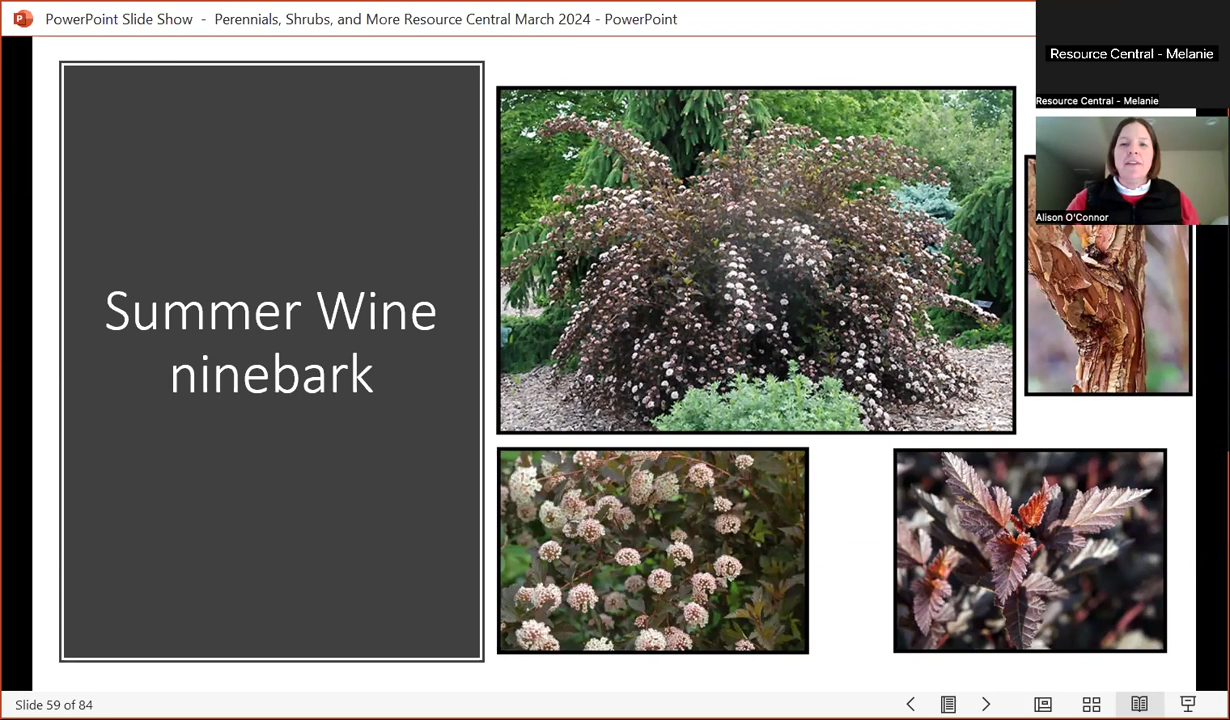 PowerPoint Slide Show - Perennials, Shrubs, and More Resource Central March 2024 - PowerPoint
Resource Central - Melanie
Resource Central - Melanie
Alison O'Connor
Summer Wine
ninebark
Slide 59 of 84